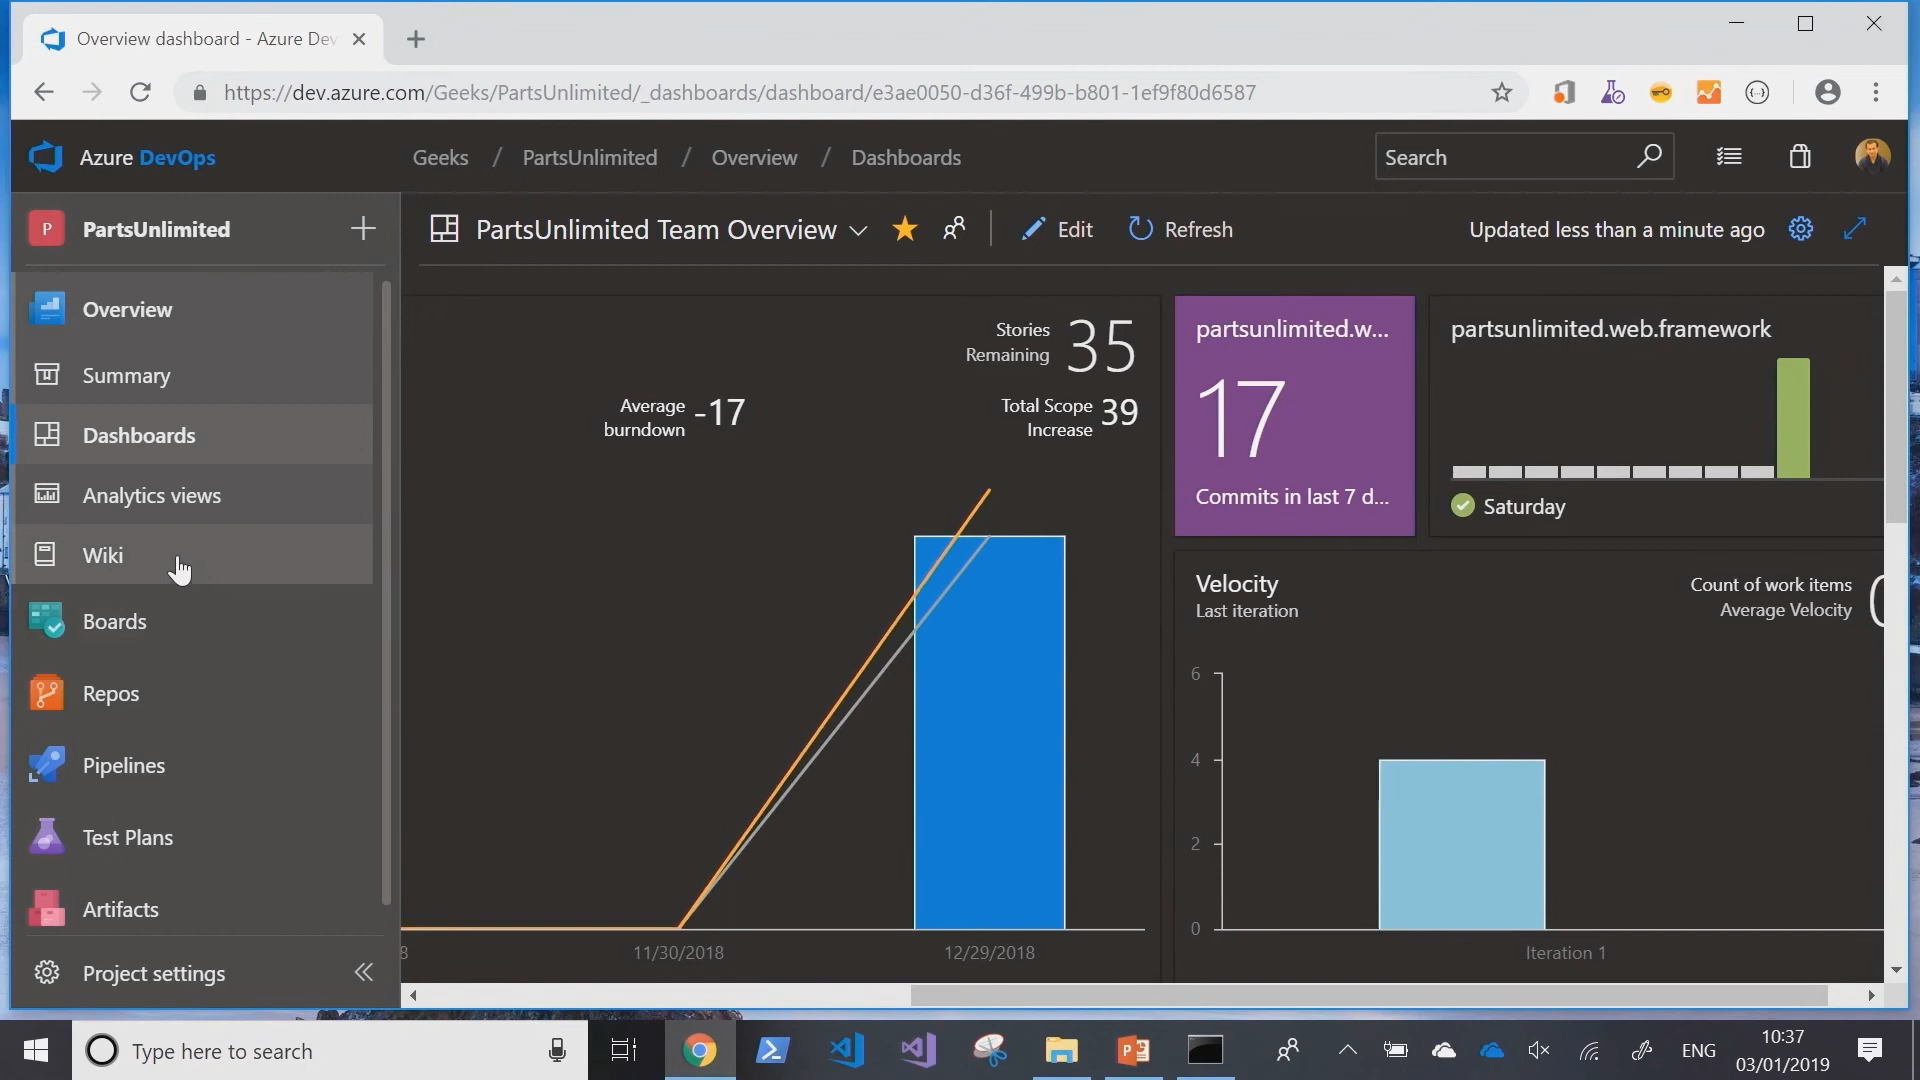 Overview dashboard - Azure Dev
https://dev.azure.com/Geeks/PartsUnlimited/_dashboards/dashboard/e3ae0050-d36f-499b-b801-1ef9f80d6587
Azure DevOps
Geeks / PartsUnlimited / Overview / Dashboards
Search
P PartsUnlimited
PartsUnlimited Team Overview
Edit
Refresh
Updated less than a minute ago
Overview
Summary
Dashboards
Analytics views
Wiki
Boards
Repos
Pipelines
Test Plans
Artifacts
Project settings
Stories
Remaining 35
Average
burndown -17
Total Scope
Increase 39
11/30/2018
12/29/2018
partsunlimited.w...
17
Commits in last 7 d...
partsunlimited.web.framework
Saturday
Velocity
Last iteration
Count of work items
Average Velocity
6
4
2
0
Iteration 1
Type here to search
ENG
10:37
03/01/2019